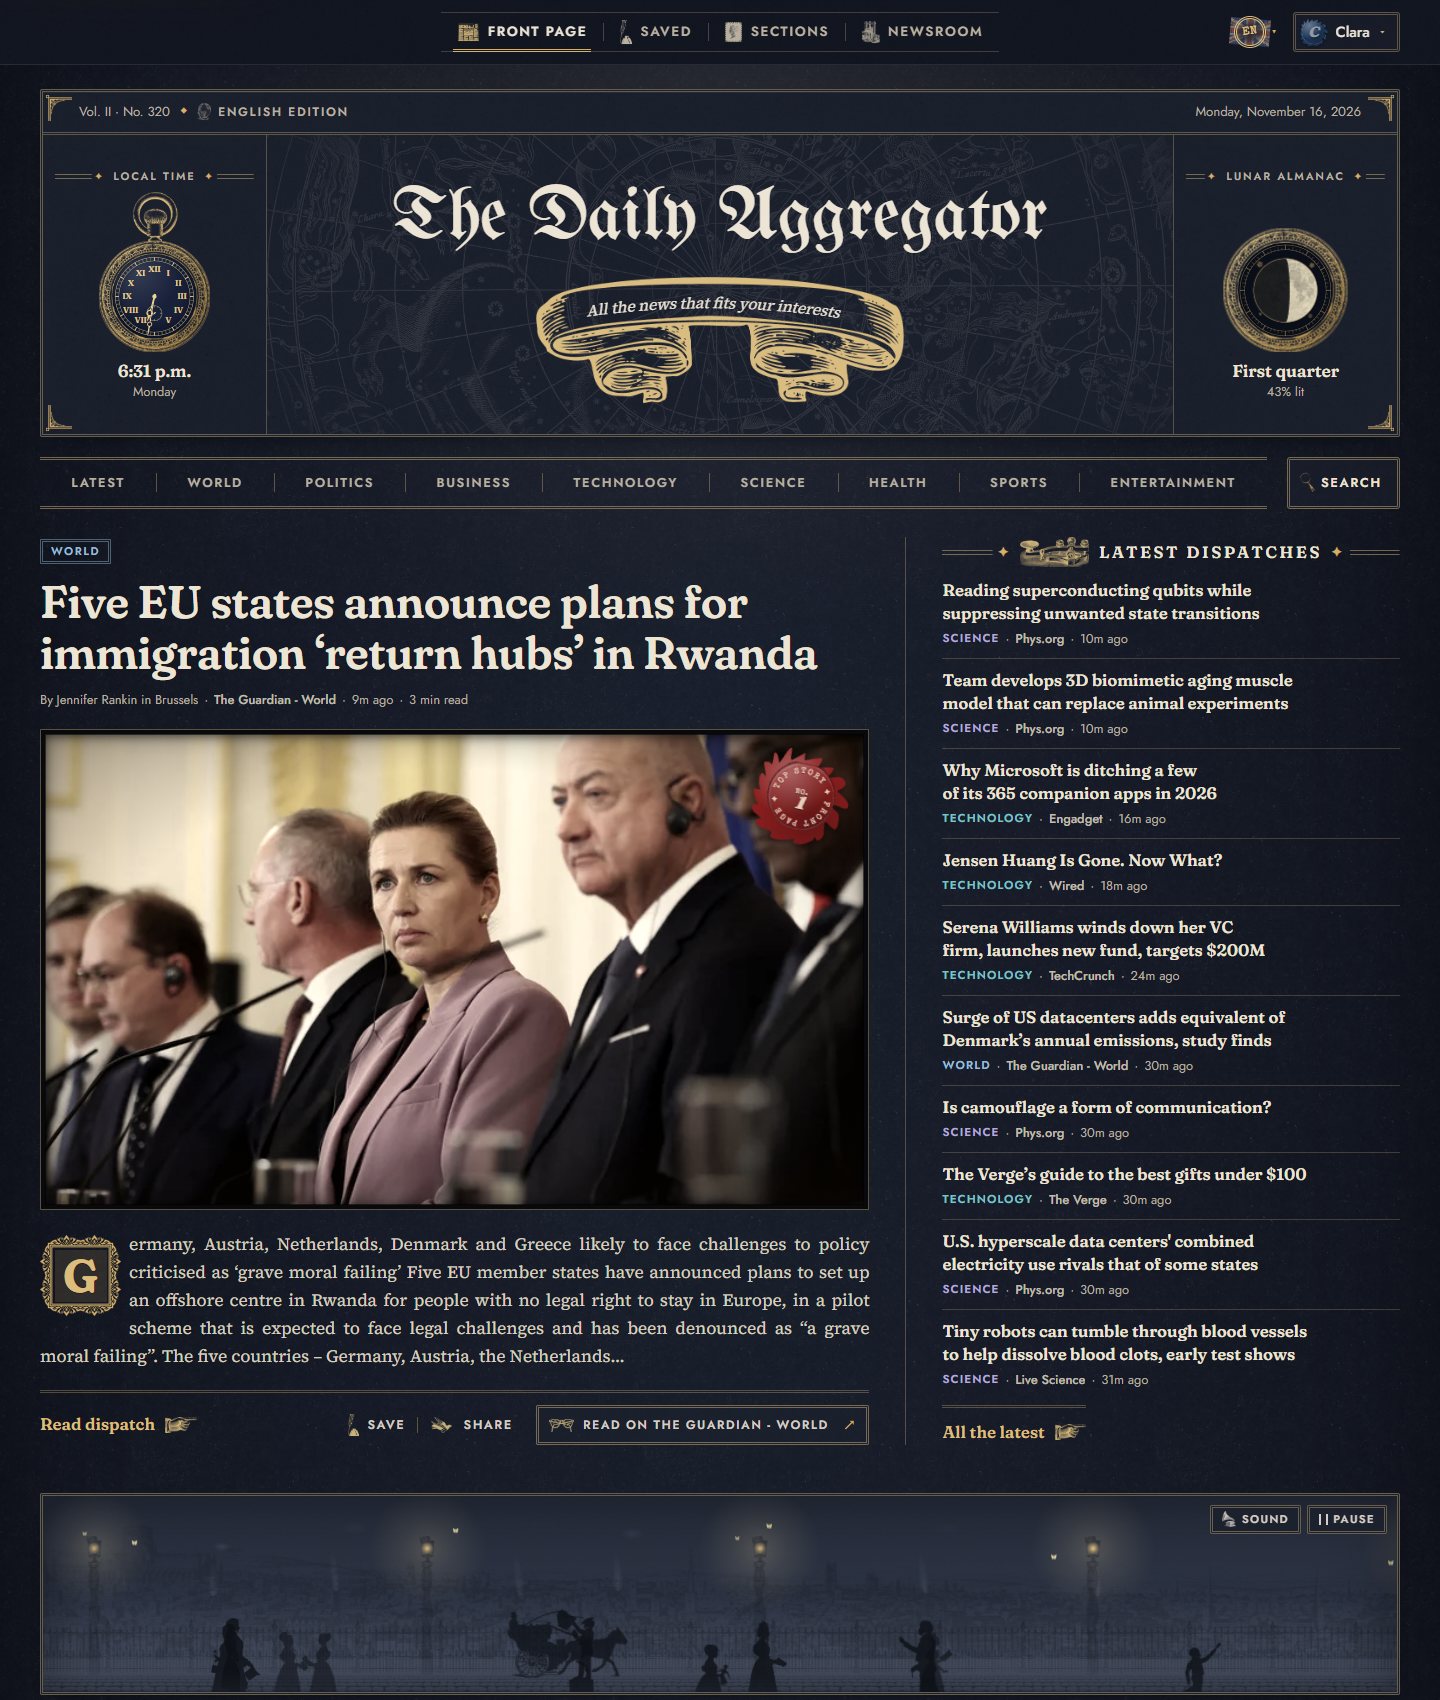 FRONT PAGE
SAVED
SECTIONS
NEWSROOM
EN
C
Clara
Vol. II · No. 320 ENGLISH EDITION
Monday, November 16, 2026
LOCAL TIME
XII
I
II
III
IV
V
VII
VIII
IX
X
XI
6:31 p.m.
Monday
The Daily Aggregator
All the news that fits your interests
LUNAR ALMANAC
First quarter
43% lit
LATEST
WORLD
POLITICS
BUSINESS
TECHNOLOGY
SCIENCE
HEALTH
SPORTS
ENTERTAINMENT
SEARCH
WORLD
Five EU states announce plans for
immigration ‘return hubs’ in Rwanda
By Jennifer Rankin in Brussels · The Guardian - World · 9m ago · 3 min read
TOP STORY
NO.
1
FRONT PAGE
Germany, Austria, Netherlands, Denmark and Greece likely to face challenges to policy
criticised as ‘grave moral failing’ Five EU member states have announced plans to set up
an offshore centre in Rwanda for people with no legal right to stay in Europe, in a pilot
scheme that is expected to face legal challenges and has been denounced as “a grave
moral failing”. The five countries – Germany, Austria, the Netherlands...
Read dispatch
SAVE
SHARE
READ ON THE GUARDIAN - WORLD ↗
LATEST DISPATCHES
Reading superconducting qubits while
suppressing unwanted state transitions
SCIENCE · Phys.org · 10m ago
Team develops 3D biomimetic aging muscle
model that can replace animal experiments
SCIENCE · Phys.org · 10m ago
Why Microsoft is ditching a few
of its 365 companion apps in 2026
TECHNOLOGY · Engadget · 16m ago
Jensen Huang Is Gone. Now What?
TECHNOLOGY · Wired · 18m ago
Serena Williams winds down her VC
firm, launches new fund, targets $200M
TECHNOLOGY · TechCrunch · 24m ago
Surge of US datacenters adds equivalent of
Denmark’s annual emissions, study finds
WORLD · The Guardian - World · 30m ago
Is camouflage a form of communication?
SCIENCE · Phys.org · 30m ago
The Verge’s guide to the best gifts under $100
TECHNOLOGY · The Verge · 30m ago
U.S. hyperscale data centers' combined
electricity use rivals that of some states
SCIENCE · Phys.org · 30m ago
Tiny robots can tumble through blood vessels
to help dissolve blood clots, early test shows
SCIENCE · Live Science · 31m ago
All the latest
SOUND
PAUSE